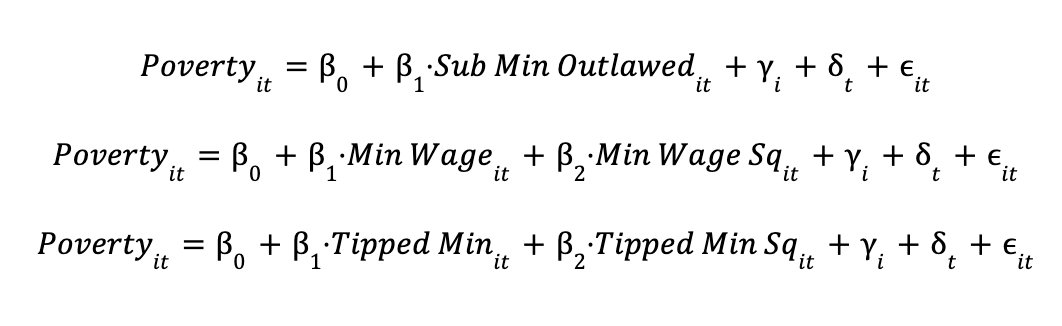 Poverty_it = β_0 + β_1·Sub Min Outlawed_it + γ_i + δ_t + ϵ_it
Poverty_it = β_0 + β_1·Min Wage_it + β_2·Min Wage Sq_it + γ_i + δ_t + ϵ_it
Poverty_it = β_0 + β_1·Tipped Min_it + β_2·Tipped Min Sq_it + γ_i + δ_t + ϵ_it